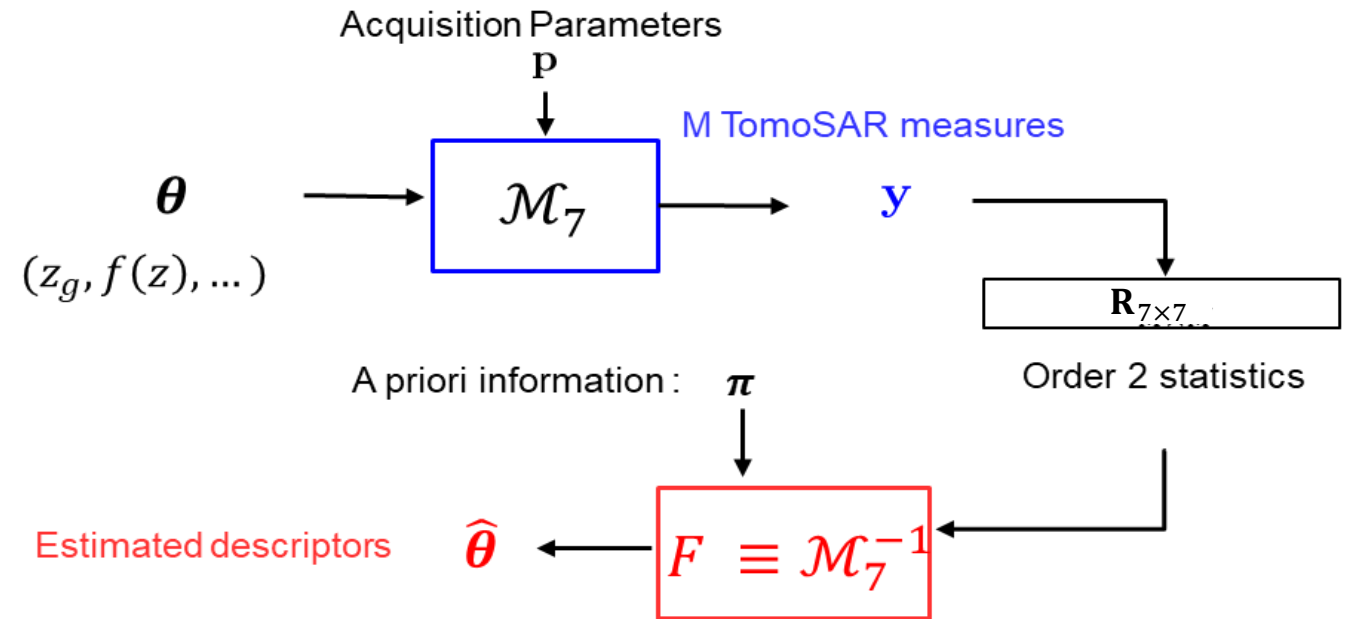 Acquisition Parameters
p
M TomoSAR measures
θ
ℳ₇
y
(z_g, f(z), … )
R₇ₓ₇
A priori information : π
Order 2 statistics
Estimated descriptors θ̂
F ≡ ℳ₇⁻¹